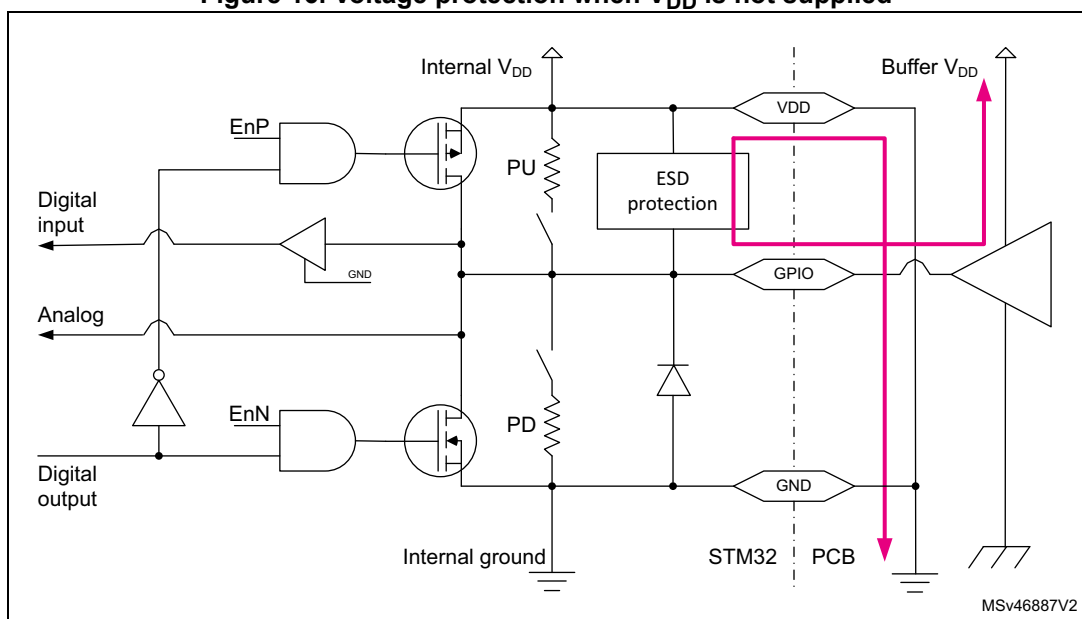 Figure 10. Voltage protection when VDD is not supplied
Internal VDD
Buffer VDD
VDD
EnP
PU
ESD
protection
Digital
input
GND
GPIO
Analog
EnN
PD
Digital
output
GND
Internal ground
STM32
PCB
MSv46887V2